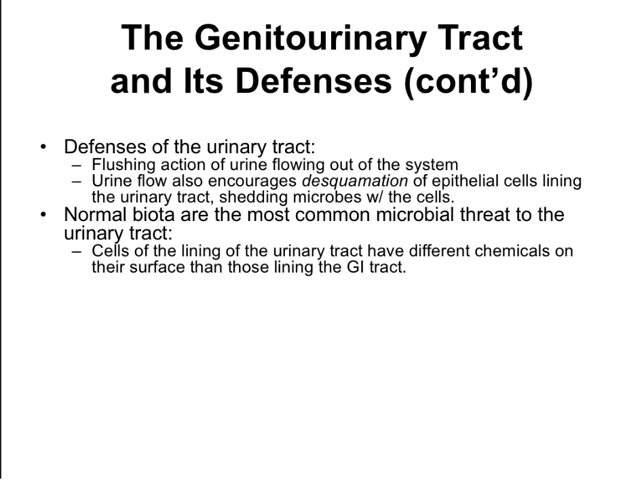 The Genitourinary Tract
and Its Defenses (cont’d)
• Defenses of the urinary tract:
– Flushing action of urine flowing out of the system
– Urine flow also encourages desquamation of epithelial cells lining
the urinary tract, shedding microbes w/ the cells.
• Normal biota are the most common microbial threat to the
urinary tract:
– Cells of the lining of the urinary tract have different chemicals on
their surface than those lining the GI tract.